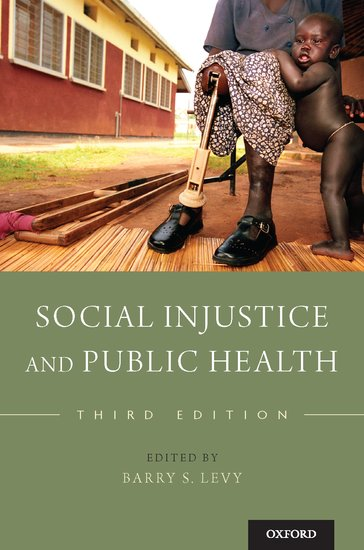 SOCIAL INJUSTICE
AND PUBLIC HEALTH
THIRD EDITION
EDITED BY
BARRY S. LEVY
OXFORD